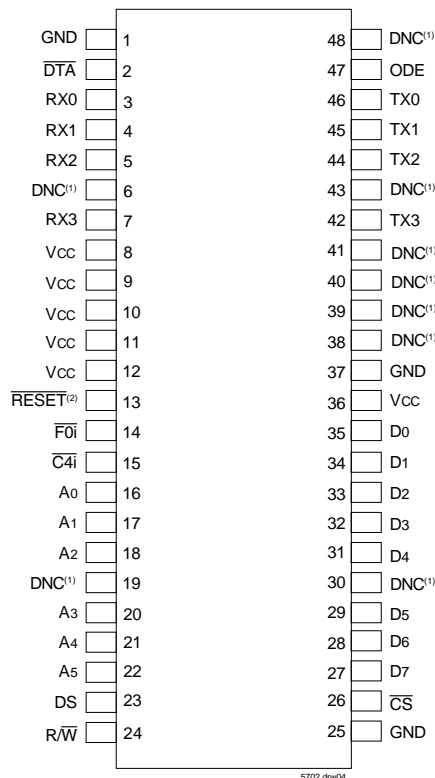 GND 1 48 DNC(1)
DTA 2 47 ODE
RX0 3 46 TX0
RX1 4 45 TX1
RX2 5 44 TX2
DNC(1) 6 43 DNC(1)
RX3 7 42 TX3
VCC 8 41 DNC(1)
VCC 9 40 DNC(1)
VCC 10 39 DNC(1)
VCC 11 38 DNC(1)
VCC 12 37 GND
RESET(2) 13 36 VCC
F0i 14 35 D0
C4i 15 34 D1
A0 16 33 D2
A1 17 32 D3
A2 18 31 D4
DNC(1) 19 30 DNC(1)
A3 20 29 D5
A4 21 28 D6
A5 22 27 D7
DS 23 26 CS
R/W 24 25 GND
5702 drw04